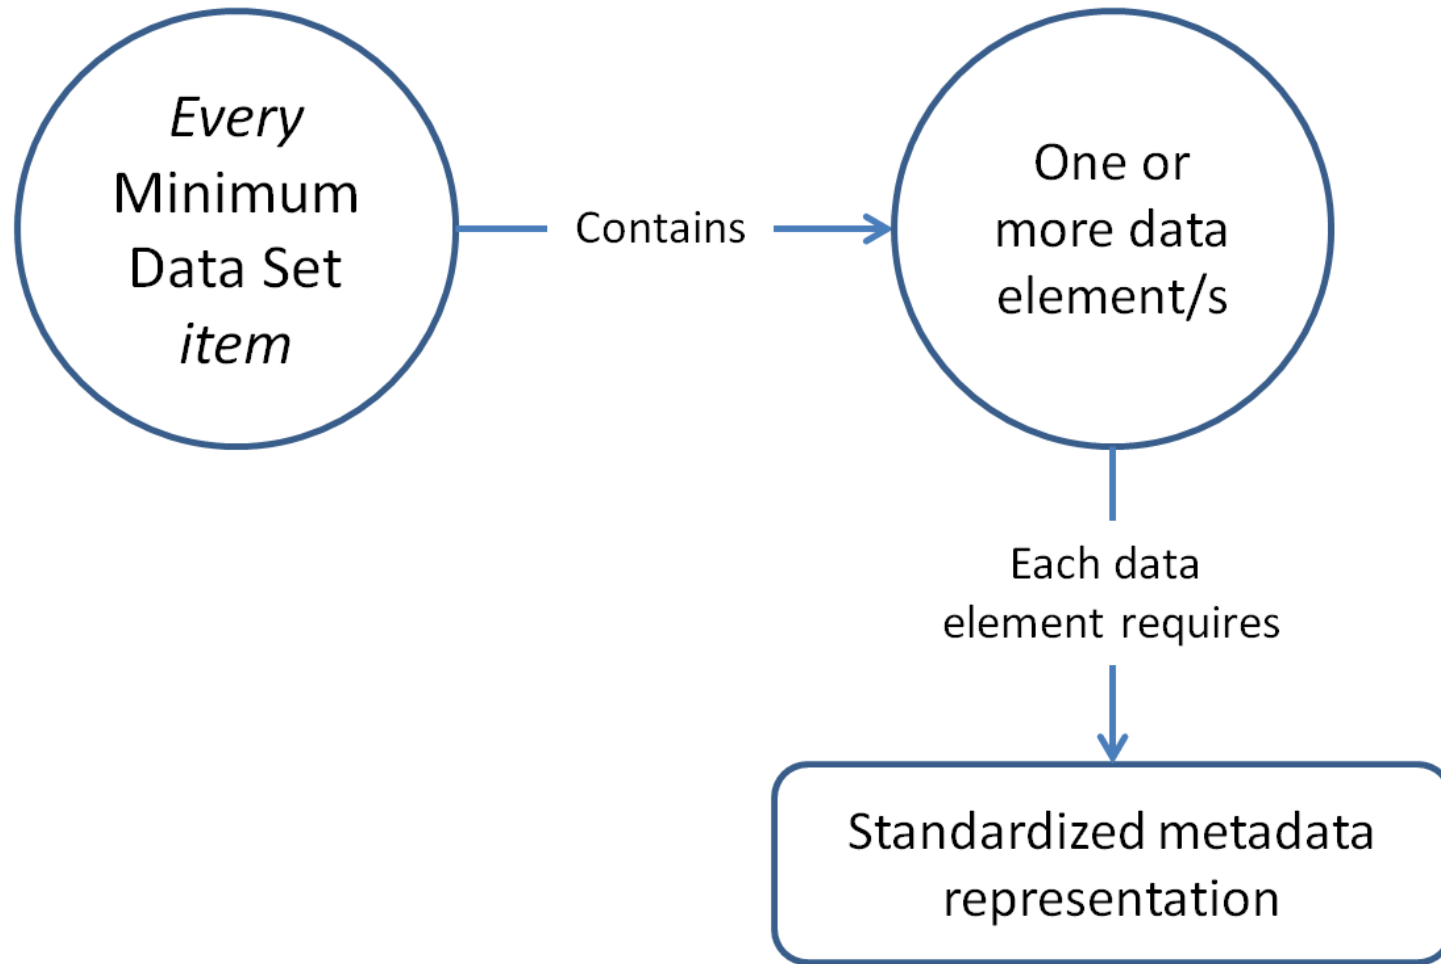 Every
Minimum
Data Set
item
Contains
One or
more data
element/s
Each data
element requires
Standardized metadata
representation